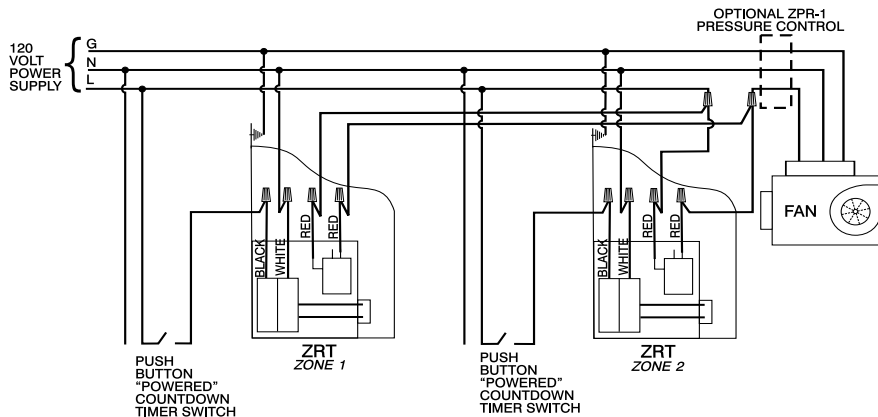 OPTIONAL ZPR-1
PRESSURE CONTROL
120
VOLT
POWER
SUPPLY
G
N
L
FAN
BLACK
WHITE
RED
RED
BLACK
WHITE
RED
RED
ZRT
ZONE 1
ZRT
ZONE 2
PUSH
BUTTON
“POWERED”
COUNTDOWN
TIMER SWITCH
PUSH
BUTTON
“POWERED”
COUNTDOWN
TIMER SWITCH